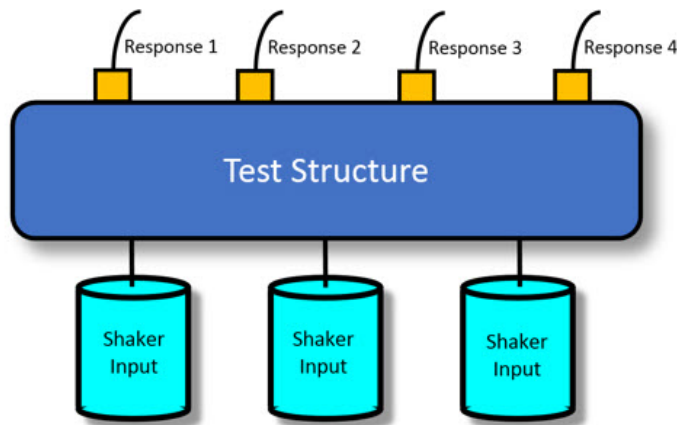 Response 1
Response 2
Response 3
Response 4
Test Structure
Shaker
Input
Shaker
Input
Shaker
Input